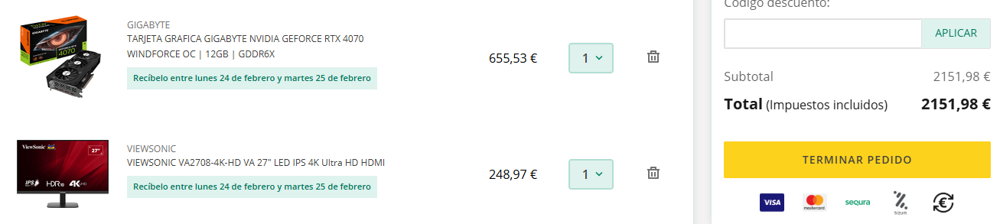 GIGABYTE
TARJETA GRAFICA GIGABYTE NVIDIA GEFORCE RTX 4070
WINDFORCE OC | 12GB | GDDR6X
Recíbelo entre lunes 24 de febrero y martes 25 de febrero
655,53 €
1
GIGABYTE
4070
VIEWSONIC
VIEWSONIC VA2708-4K-HD VA 27" LED IPS 4K Ultra HD HDMI
Recíbelo entre lunes 24 de febrero y martes 25 de febrero
248,97 €
1
ViewSonic
27"
IPS HDR10 4K
Código descuento:
APLICAR
Subtotal 2151,98 €
Total (Impuestos incluidos) 2151,98 €
TERMINAR PEDIDO
VISA mastercard seQura bizum €